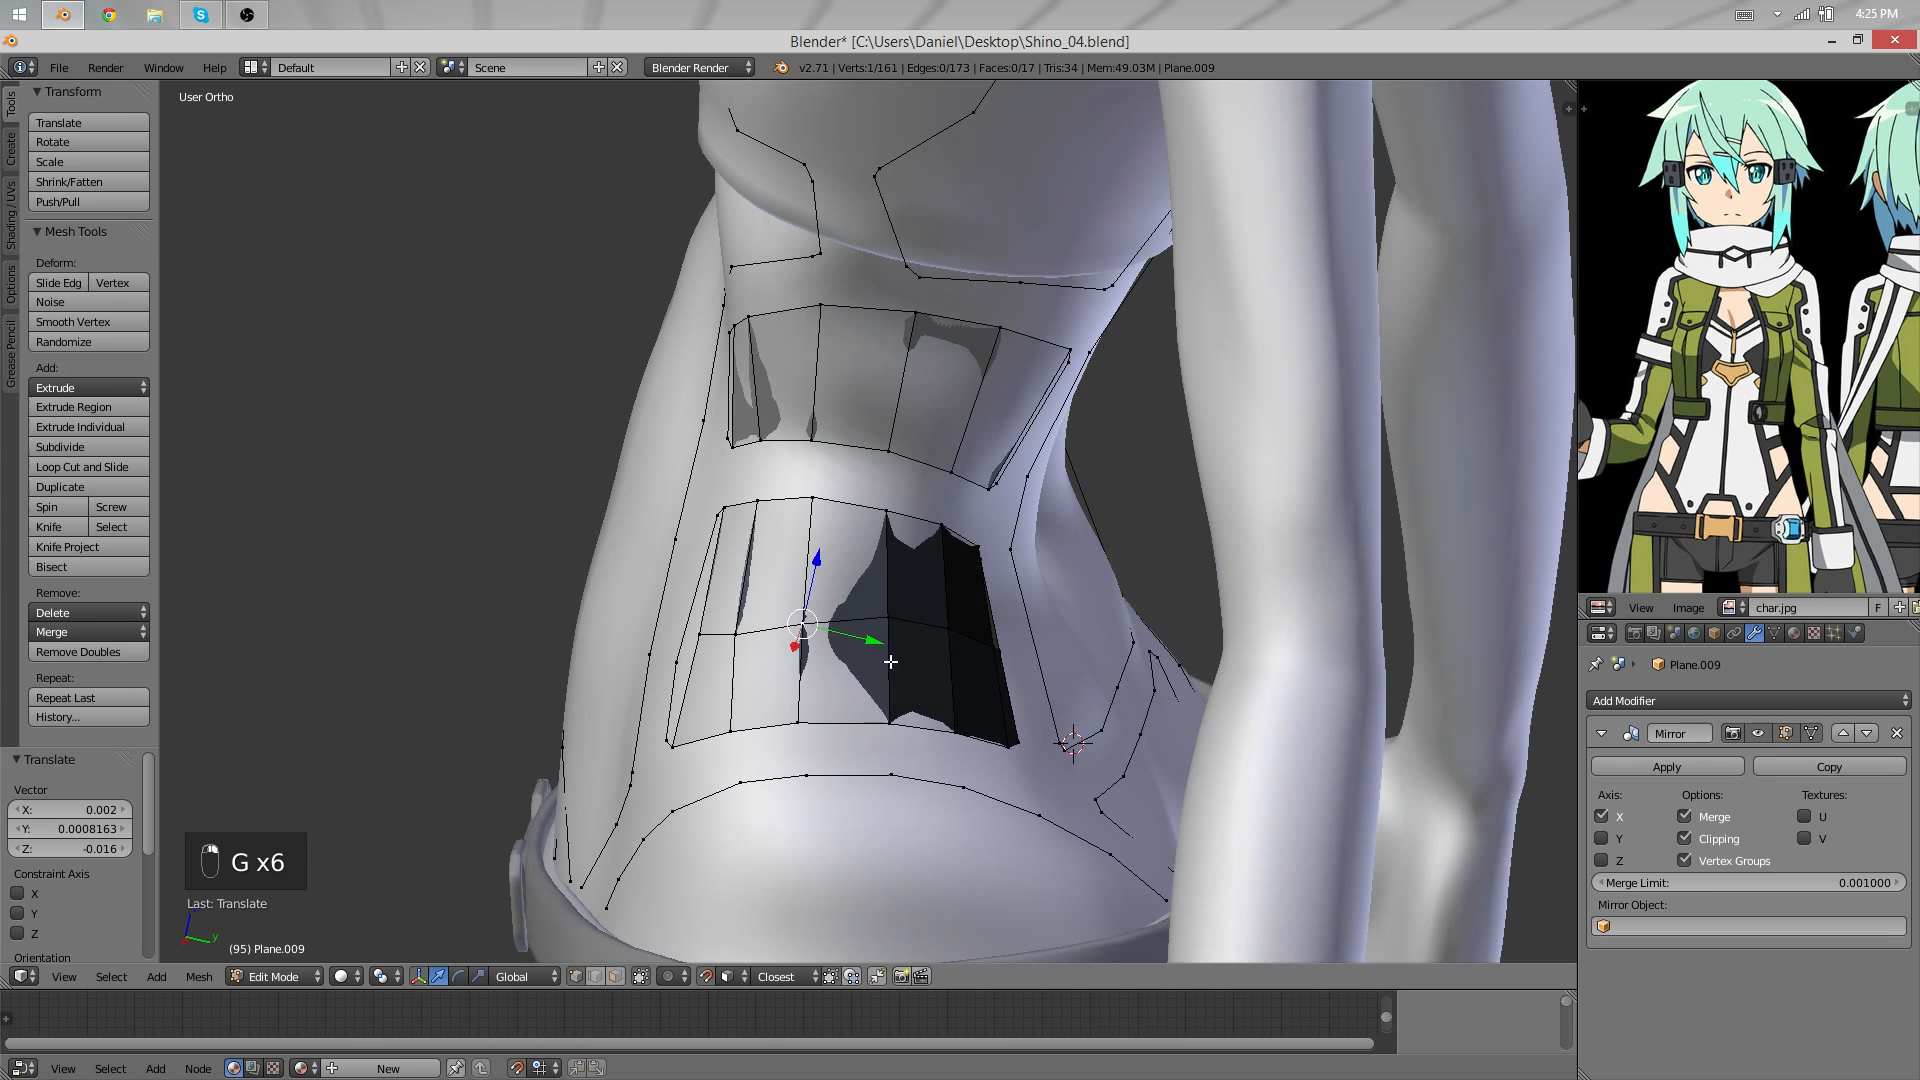 4:25 PM
Blender* [C:\Users\Daniel\Desktop\Shino_04.blend]
File Render Window Help Default Scene Blender Render v2.71 | Verts:1/161 | Edges:0/173 | Faces:0/17 | Tris:34 | Mem:49.03M | Plane.009
Tools
Create
Shading / UVs
Options
Grease Pencil
Transform
Translate
Rotate
Scale
Shrink/Fatten
Push/Pull
Mesh Tools
Deform:
Slide Edg Vertex
Noise
Smooth Vertex
Randomize
Add:
Extrude
Extrude Region
Extrude Individual
Subdivide
Loop Cut and Slide
Duplicate
Spin Screw
Knife Select
Knife Project
Bisect
Remove:
Delete
Merge
Remove Doubles
Repeat:
Repeat Last
History...
Translate
Vector
X: 0.002
Y: 0.0008163
Z: -0.016
Constraint Axis
X
Y
Z
Orientation
User Ortho
G x6
Last: Translate
y
(95) Plane.009
View Select Add Mesh Edit Mode Global Closest
View Select Add Node New
View Image char.jpg F
Plane.009
Add Modifier
Mirror
Apply Copy
Axis: Options: Textures:
X Merge U
Y Clipping V
Z Vertex Groups
Merge Limit: 0.001000
Mirror Object: